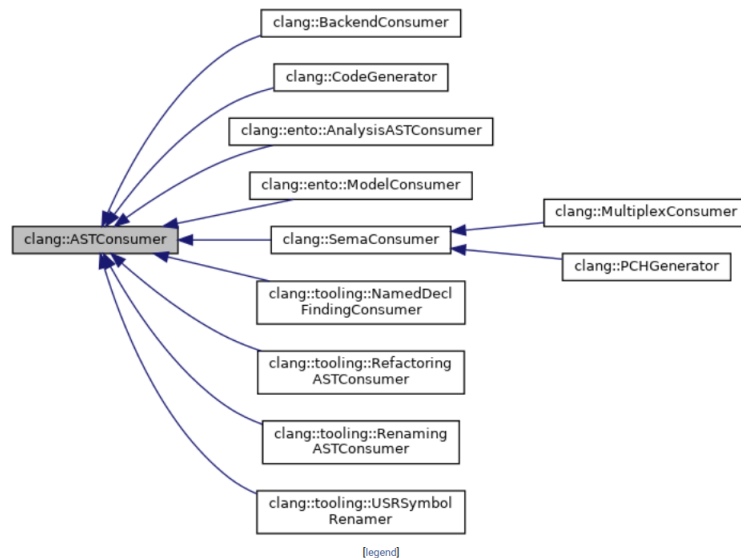 clang::BackendConsumer
clang::CodeGenerator
clang::ento::AnalysisASTConsumer
clang::ento::ModelConsumer
clang::MultiplexConsumer
clang::ASTConsumer
clang::SemaConsumer
clang::PCHGenerator
clang::tooling::NamedDecl
FindingConsumer
clang::tooling::Refactoring
ASTConsumer
clang::tooling::Renaming
ASTConsumer
clang::tooling::USRSymbol
Renamer
[legend]